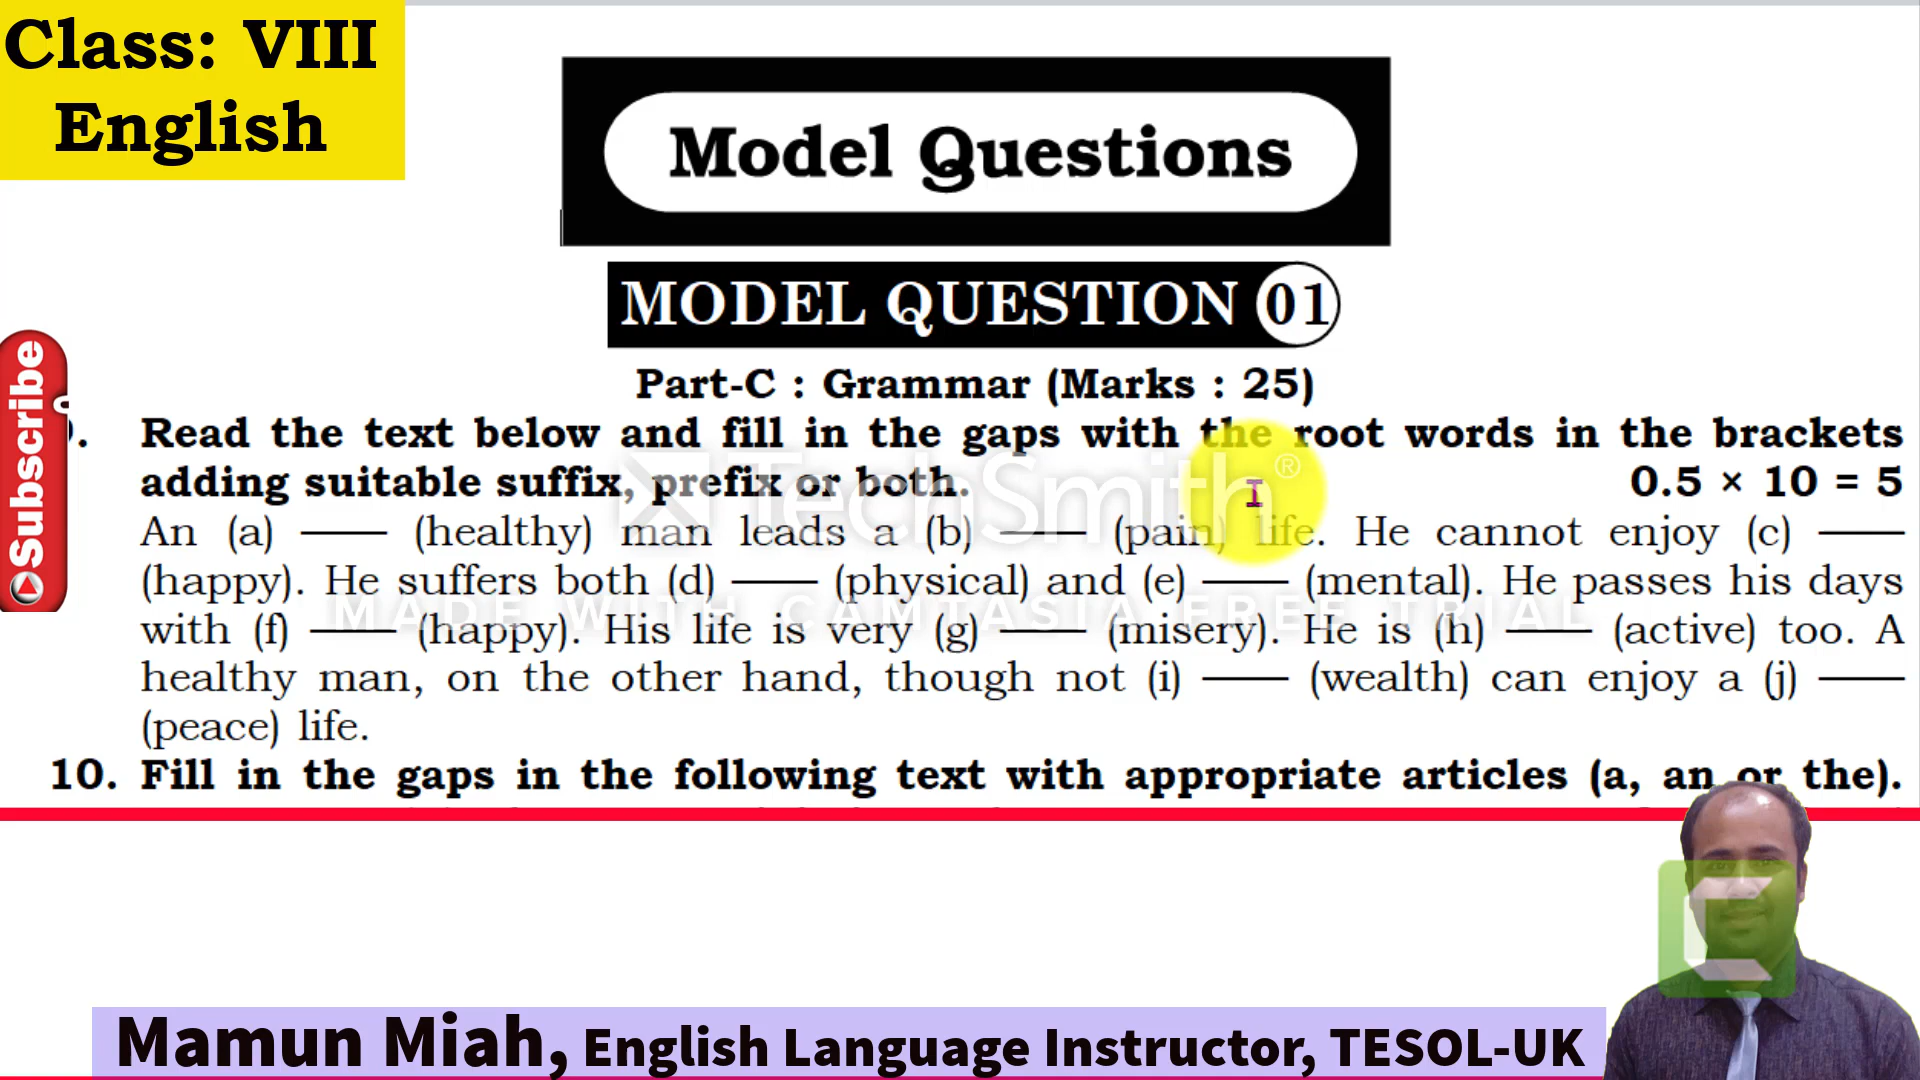 Class: VIII
English
Model Questions
MODEL QUESTION 01
Part-C : Grammar (Marks : 25)
Read the text below and fill in the gaps with the root words in the brackets
adding suitable suffix, prefix or both. 0.5 × 10 = 5
An (a) —— (healthy) man leads a (b) —— (pain) life. He cannot enjoy (c) ——
(happy). He suffers both (d) —— (physical) and (e) —— (mental). He passes his days
with (f) —— (happy). His life is very (g) —— (misery). He is (h) —— (active) too. A
healthy man, on the other hand, though not (i) —— (wealth) can enjoy a (j) ——
(peace) life.
10. Fill in the gaps in the following text with appropriate articles (a, an or the).
Subscribe
TechSmith®
MADE WITH CAMTASIA FREE TRIAL
Mamun Miah, English Language Instructor, TESOL-UK